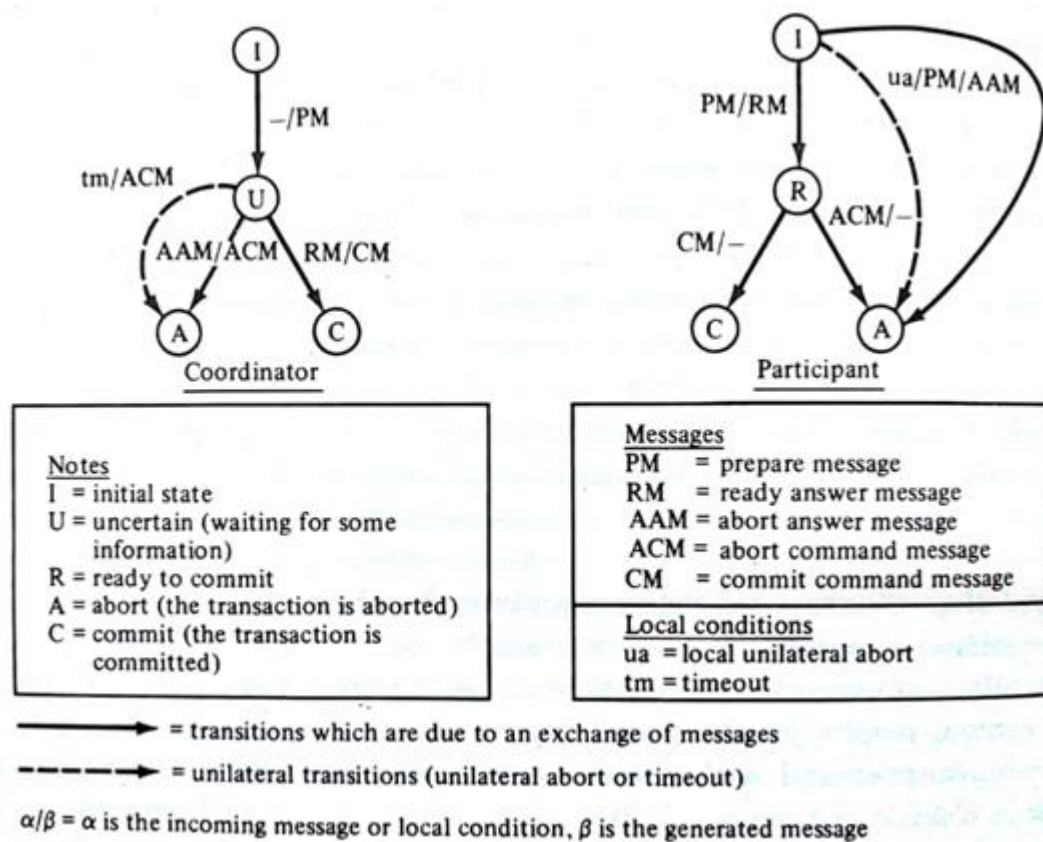 I
−/PM
tm/ACM
U
AAM/ACM
RM/CM
A
C
Coordinator
I
ua/PM/AAM
PM/RM
R
ACM/−
CM/−
C
A
Participant
Notes
I = initial state
U = uncertain (waiting for some
information)
R = ready to commit
A = abort (the transaction is aborted)
C = commit (the transaction is
committed)
Messages
PM = prepare message
RM = ready answer message
AAM = abort answer message
ACM = abort command message
CM = commit command message
Local conditions
ua = local unilateral abort
tm = timeout
= transitions which are due to an exchange of messages
= unilateral transitions (unilateral abort or timeout)
α/β = α is the incoming message or local condition, β is the generated message